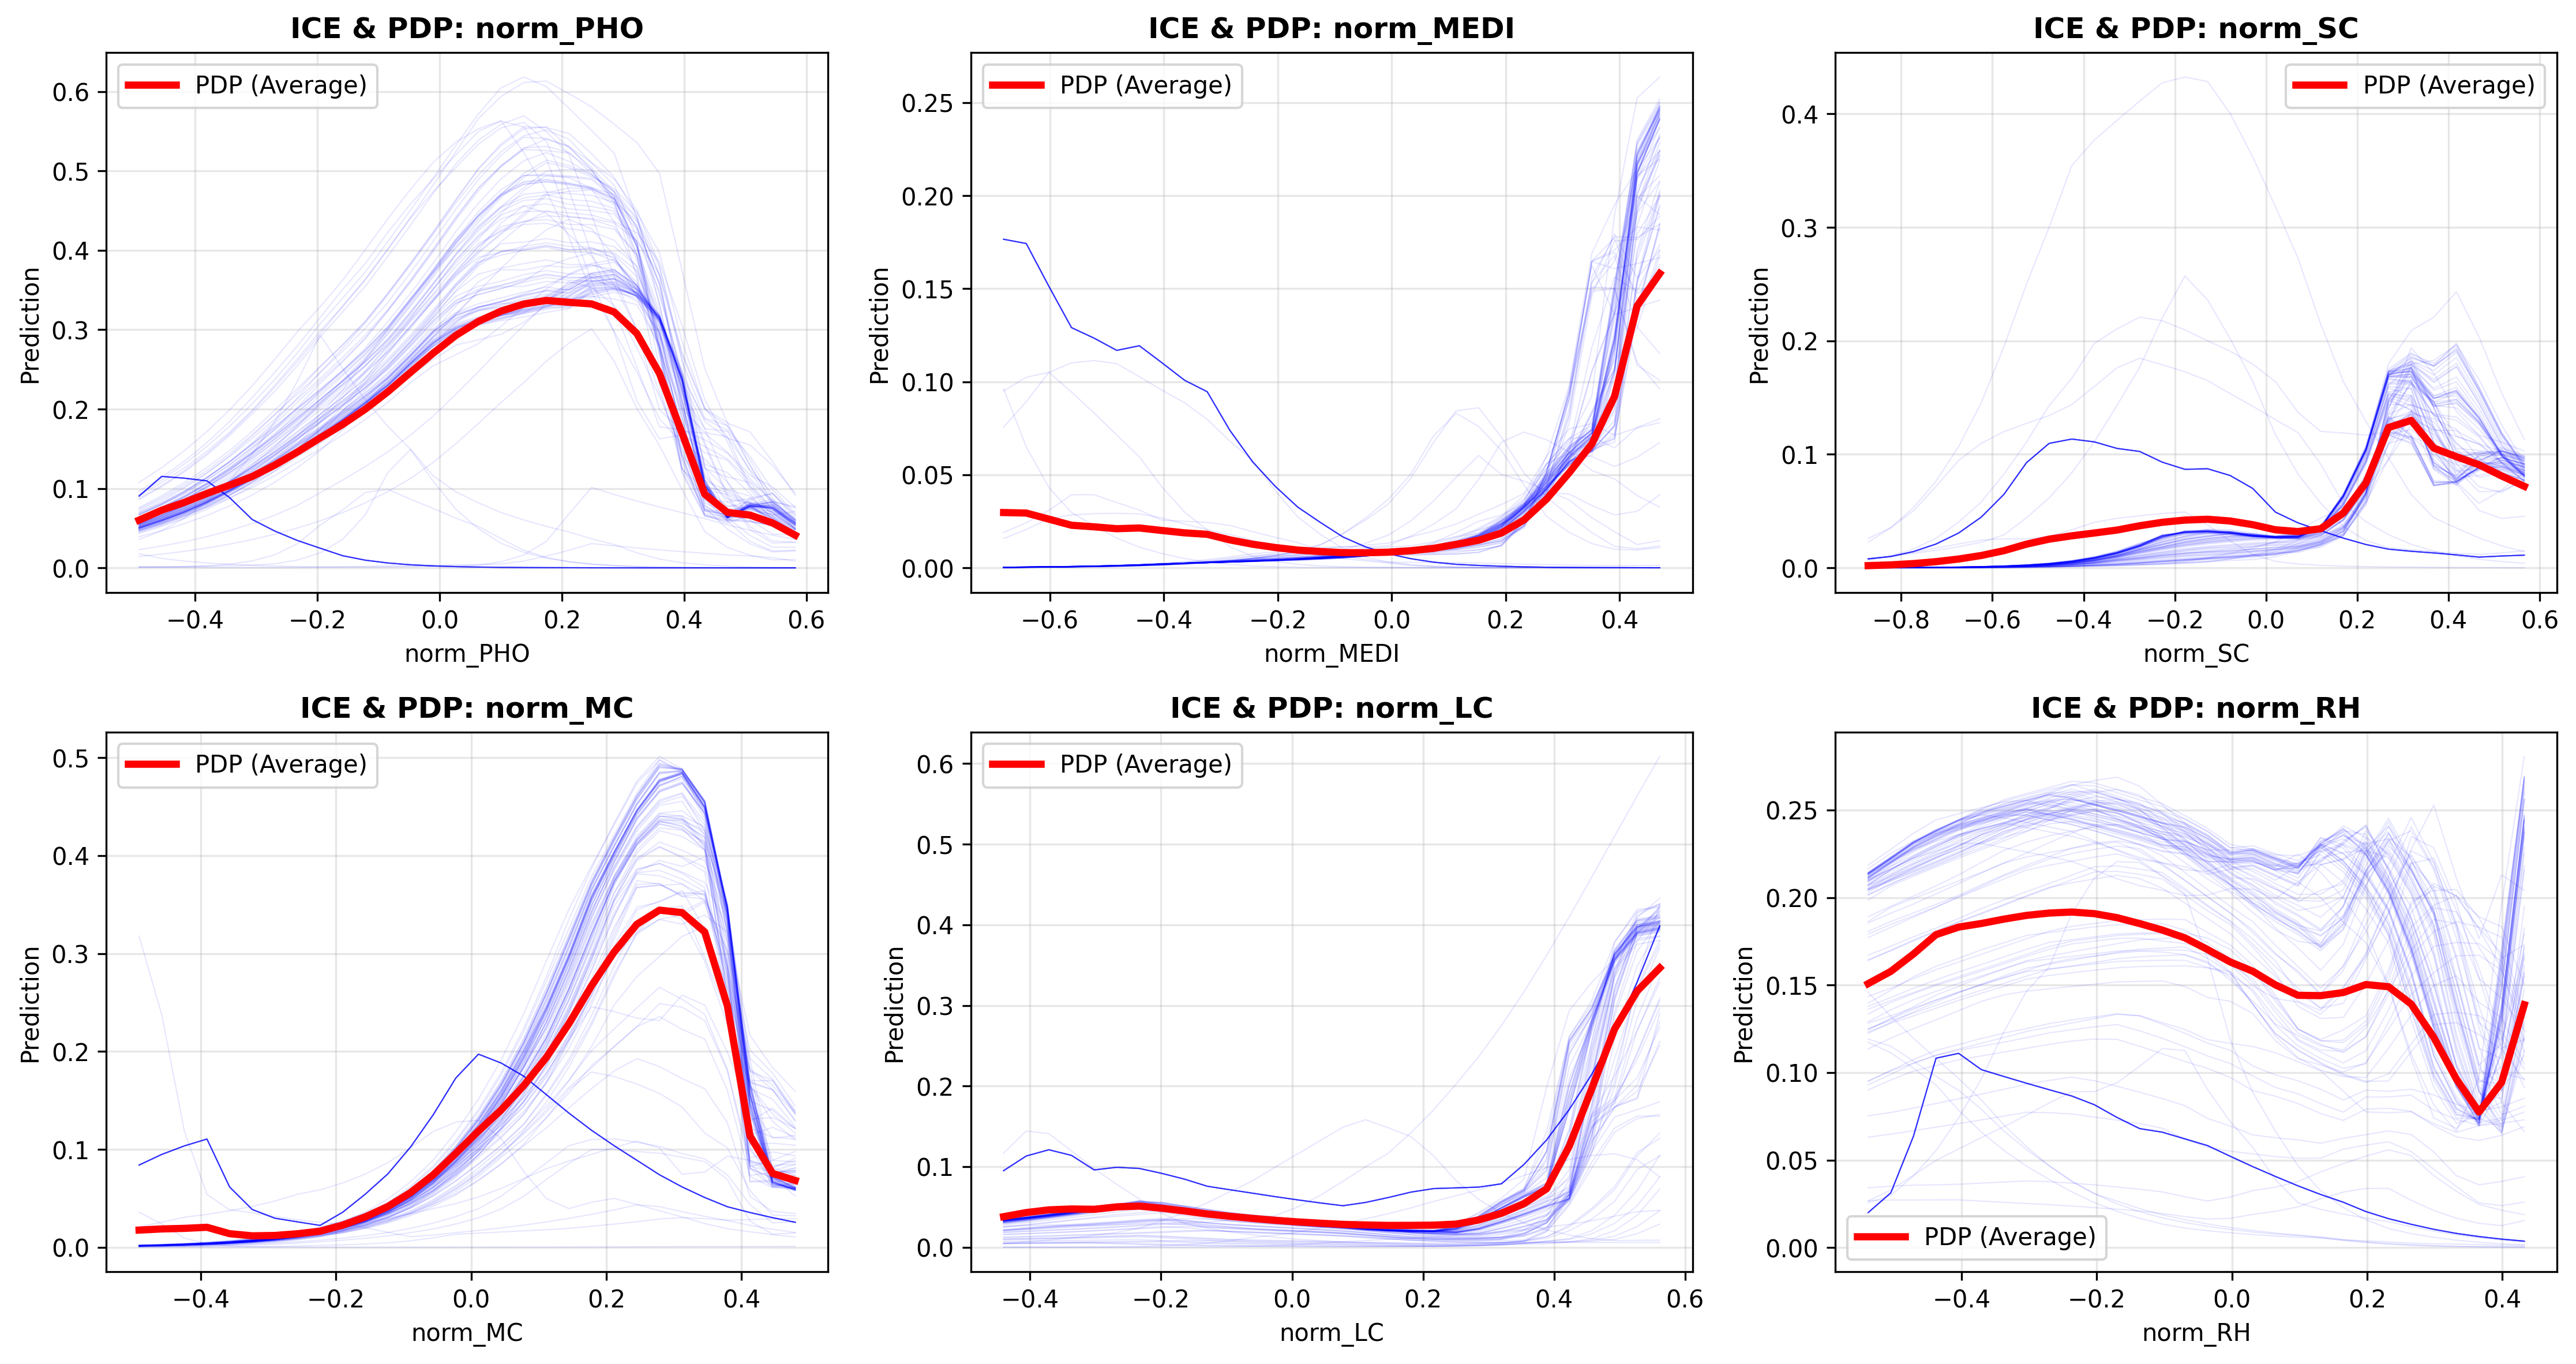 ICE & PDP: norm_PHO
PDP (Average)
Prediction
0.6
0.5
0.4
0.3
0.2
0.1
0.0
−0.4 −0.2 0.0 0.2 0.4 0.6
norm_PHO
ICE & PDP: norm_MEDI
PDP (Average)
Prediction
0.25
0.20
0.15
0.10
0.05
0.00
−0.6 −0.4 −0.2 0.0 0.2 0.4
norm_MEDI
ICE & PDP: norm_SC
PDP (Average)
Prediction
0.4
0.3
0.2
0.1
0.0
−0.8 −0.6 −0.4 −0.2 0.0 0.2 0.4 0.6
norm_SC
ICE & PDP: norm_MC
PDP (Average)
Prediction
0.5
0.4
0.3
0.2
0.1
0.0
−0.4 −0.2 0.0 0.2 0.4
norm_MC
ICE & PDP: norm_LC
PDP (Average)
Prediction
0.6
0.5
0.4
0.3
0.2
0.1
0.0
−0.4 −0.2 0.0 0.2 0.4 0.6
norm_LC
ICE & PDP: norm_RH
Prediction
0.25
0.20
0.15
0.10
0.05
0.00
PDP (Average)
−0.4 −0.2 0.0 0.2 0.4
norm_RH